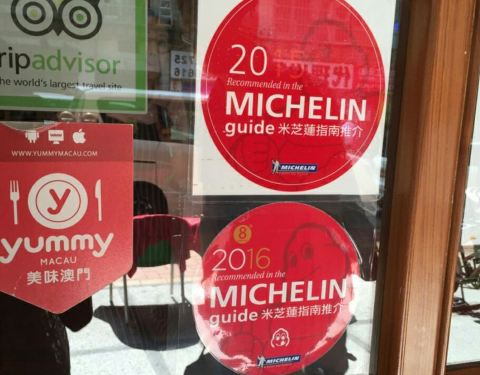 tripadvisor
the world's largest travel site
WWW.YUMMYMACAU.COM
y
yummy
MACAU
美味澳門
20
Recommended in the
MICHELIN
guide 米芝蓮指南推介
MICHELIN
8
2016
Recommended in the
MICHELIN
guide 米芝蓮指南推介
MICHELIN